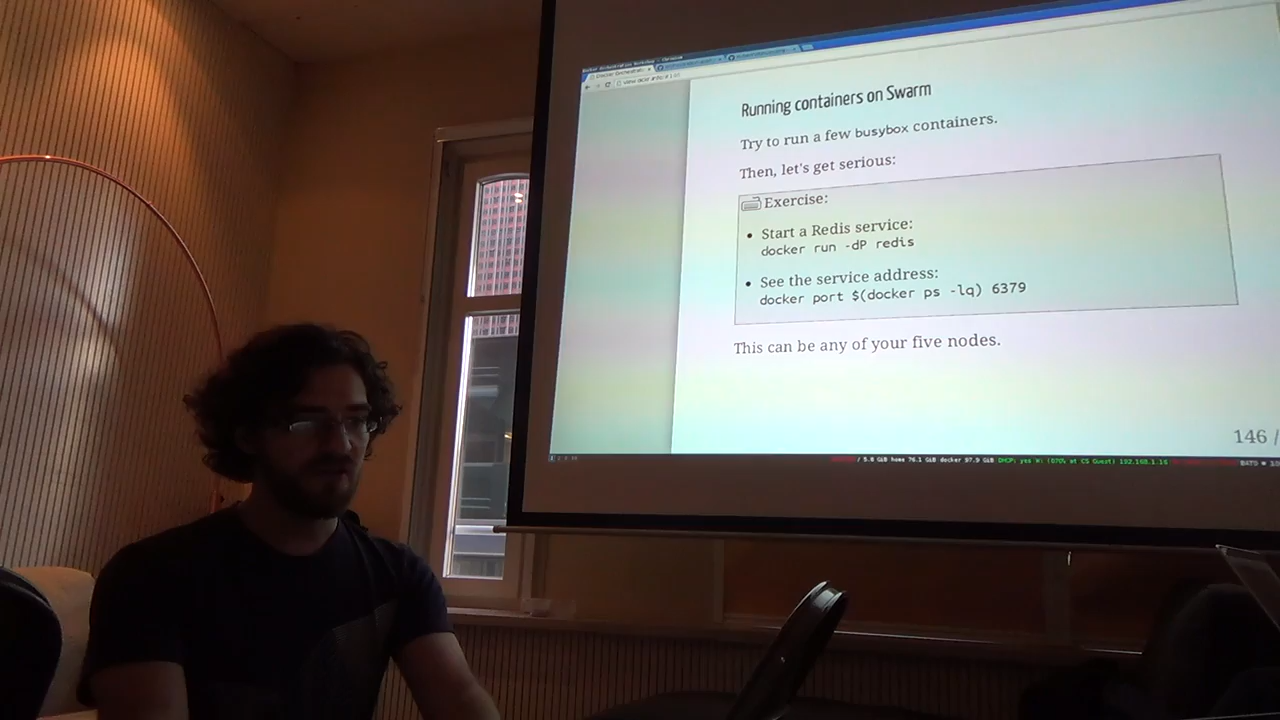 Running containers on Swarm
Try to run a few busybox containers.
Then, let's get serious:
Exercise:
Start a Redis service:
docker run -dP redis
See the service address:
docker port $(docker ps -lq) 6379
This can be any of your five nodes.
146 /